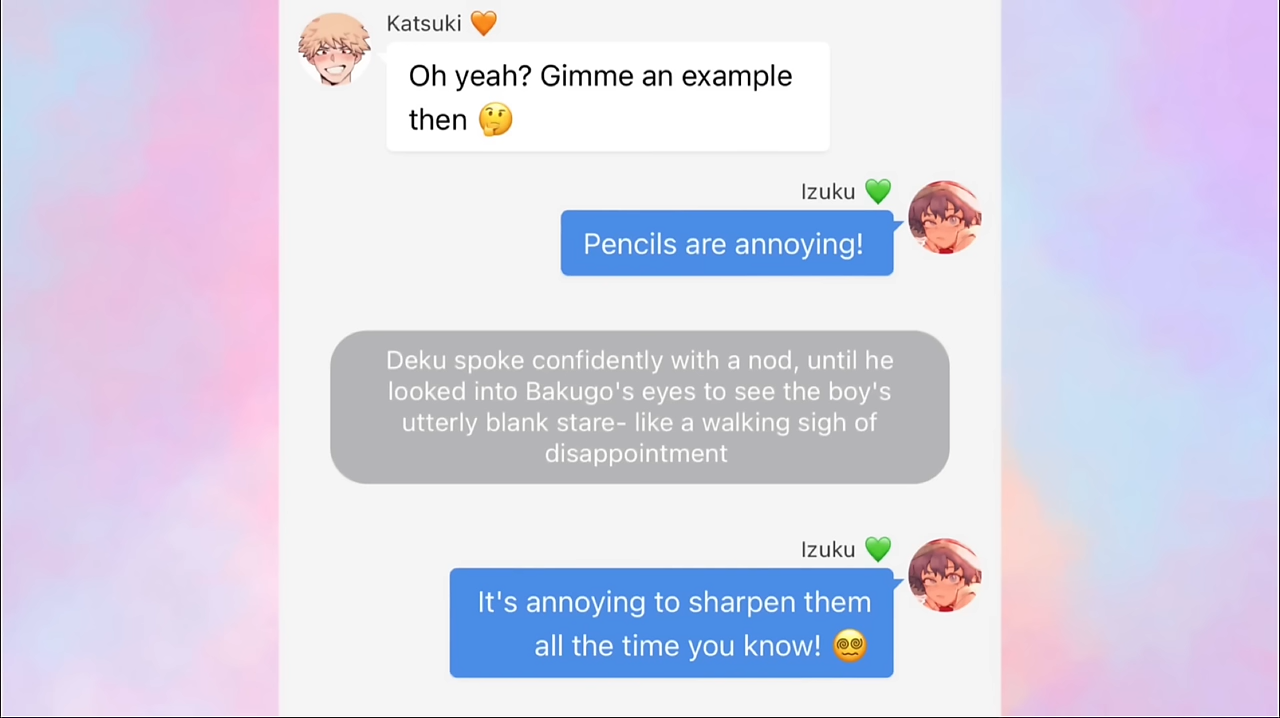 Katsuki 🧡
Oh yeah? Gimme an example
then 🤔
Izuku 💚
Pencils are annoying!
Deku spoke confidently with a nod, until he
looked into Bakugo's eyes to see the boy's
utterly blank stare- like a walking sigh of
disappointment
Izuku 💚
It's annoying to sharpen them
all the time you know! 😵‍💫